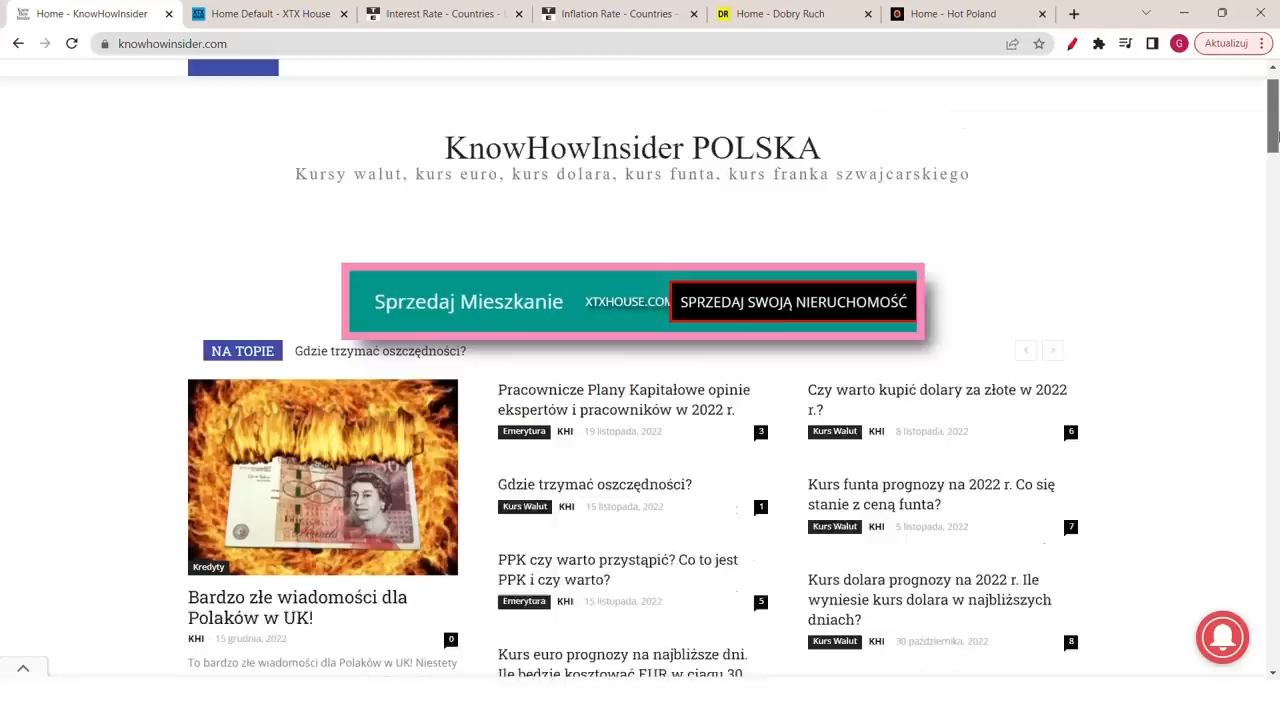 Home - KnowHowInsider
Home Default - XTX House
Interest Rate - Countries - L
Inflation Rate - Countries -
Home - Dobry Ruch
Home - Hot Poland
knowhowinsider.com
G
Aktualizuj
KnowHowInsider POLSKA
Kursy walut, kurs euro, kurs dolara, kurs funta, kurs franka szwajcarskiego
Sprzedaj Mieszkanie XTXHOUSE.COM SPRZEDAJ SWOJĄ NIERUCHOMOŚĆ
NA TOPIE Gdzie trzymać oszczędności?
Kredyty
Bardzo złe wiadomości dla
Polaków w UK!
KHI - 15 grudnia, 2022 0
To bardzo złe wiadomości dla Polaków w UK! Niestety
Pracownicze Plany Kapitałowe opinie
ekspertów i pracowników w 2022 r.
Emerytura KHI - 19 listopada, 2022 3
Gdzie trzymać oszczędności?
Kurs Walut KHI - 15 listopada, 2022 1
PPK czy warto przystąpić? Co to jest
PPK i czy warto?
Emerytura KHI - 15 listopada, 2022 5
Kurs euro prognozy na najbliższe dni.
Ile będzie kosztować EUR w ciągu 30
Czy warto kupić dolary za złote w 2022
r.?
Kurs Walut KHI - 8 listopada, 2022 6
Kurs funta prognozy na 2022 r. Co się
stanie z ceną funta?
Kurs Walut KHI - 5 listopada, 2022 7
Kurs dolara prognozy na 2022 r. Ile
wyniesie kurs dolara w najbliższych
dniach?
Kurs Walut KHI - 30 października, 2022 8